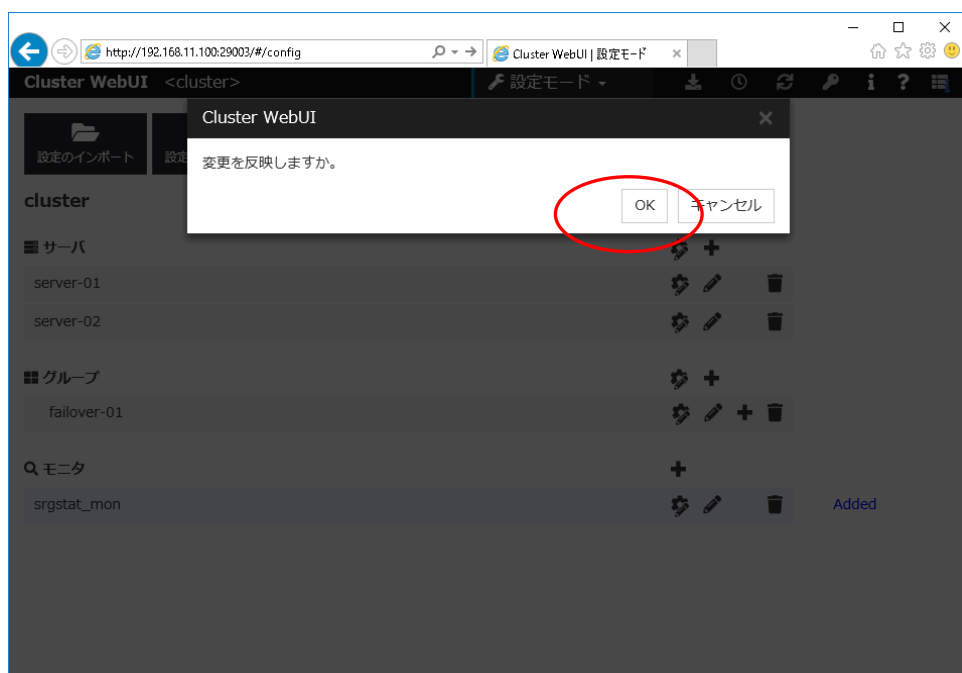 http://192.168.11.100:29003/#/config
Cluster WebUI | 設定モード
Cluster WebUI <cluster>
設定モード
Cluster WebUI
変更を反映しますか。
OK
キャンセル
設定のインポート
設定
cluster
サーバ
server-01
server-02
グループ
failover-01
モニタ
srgstat_mon
Added